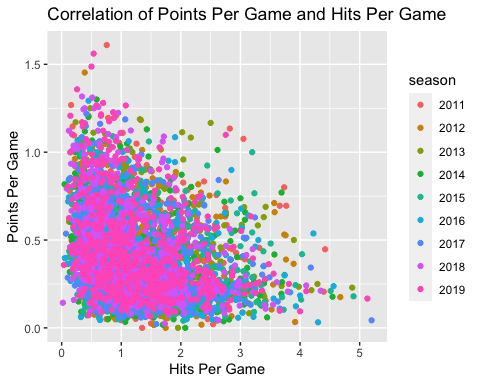 Correlation of Points Per Game and Hits Per Game
1.5
1.0
0.5
0.0
Points Per Game
0 1 2 3 4 5
Hits Per Game
season
2011
2012
2013
2014
2015
2016
2017
2018
2019